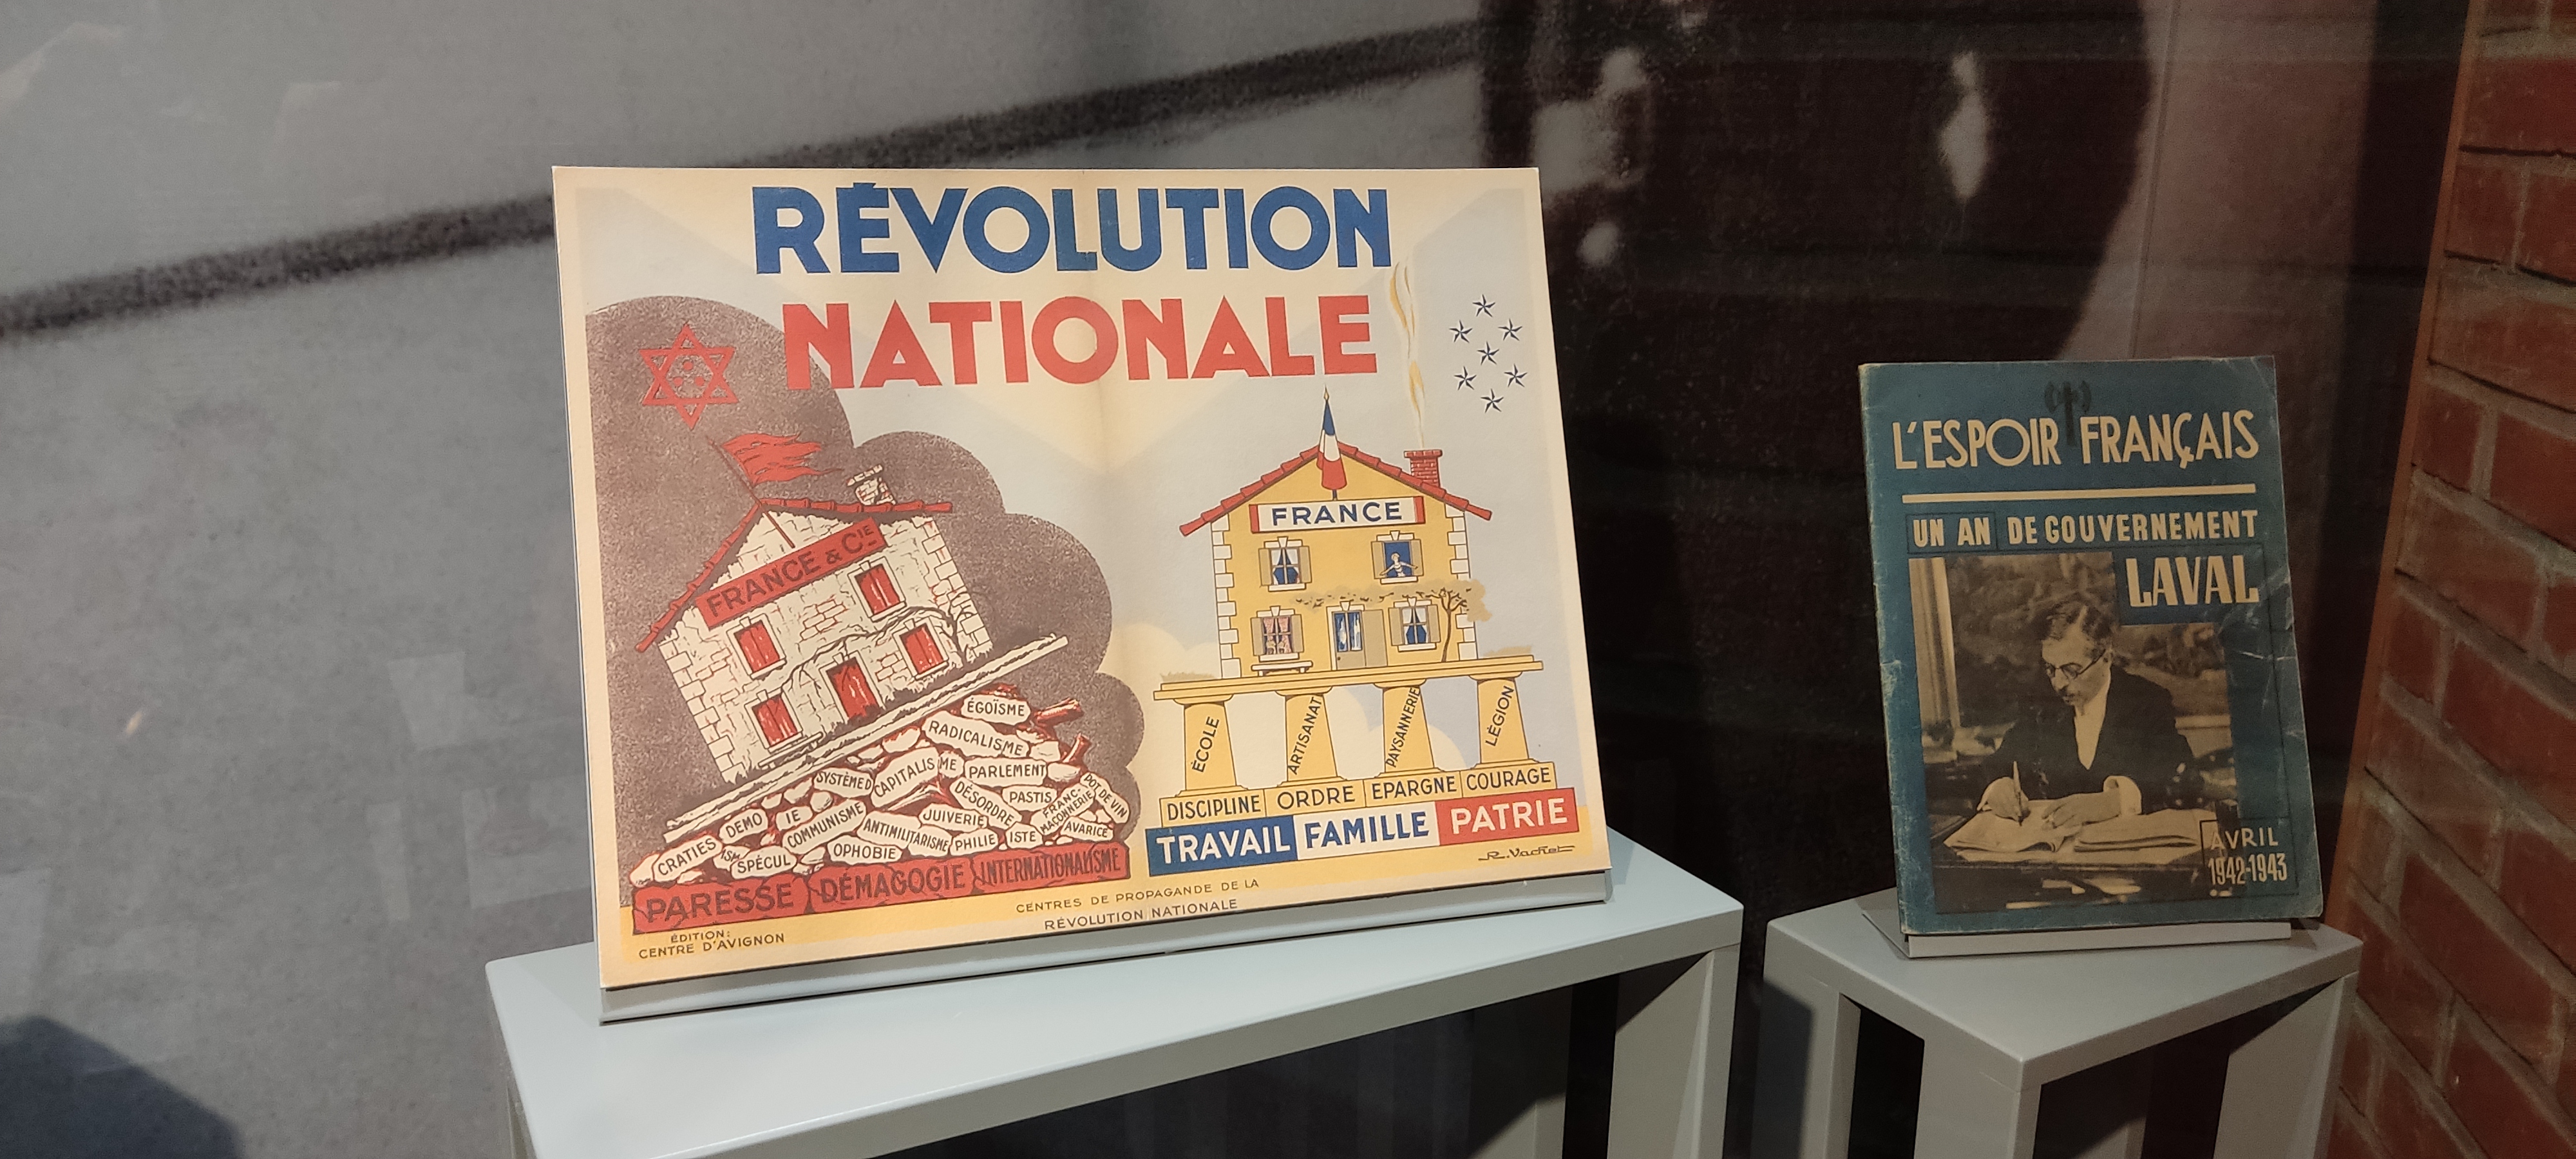 RÉVOLUTION
NATIONALE
FRANCE & CIE
ÉGOÏSME
RADICALISME
SYSTÈME D
CAPITALISME
PARLEMENT
POT DE VIN
DÉSORDRE
PASTIS
FRANC-
MAÇONNERIE
DEMO
IE
COMMUNISME
JUIVERIE
ANTIMILITARISME
PHILIE
ISTE
AVARICE
CRATIES
ISM
SPÉCUL
OPHOBIE
PARESSE
DÉMAGOGIE
INTERNATIONALISME
FRANCE
ÉCOLE
ARTISANAT
PAYSANNERIE
LÉGION
DISCIPLINE
ORDRE
EPARGNE
COURAGE
TRAVAIL FAMILLE PATRIE
R. Vachet
CENTRES DE PROPAGANDE DE LA
RÉVOLUTION NATIONALE
ÉDITION:
CENTRE D'AVIGNON
L'ESPOIR FRANÇAIS
UN AN DE GOUVERNEMENT
LAVAL
AVRIL
1942-1943